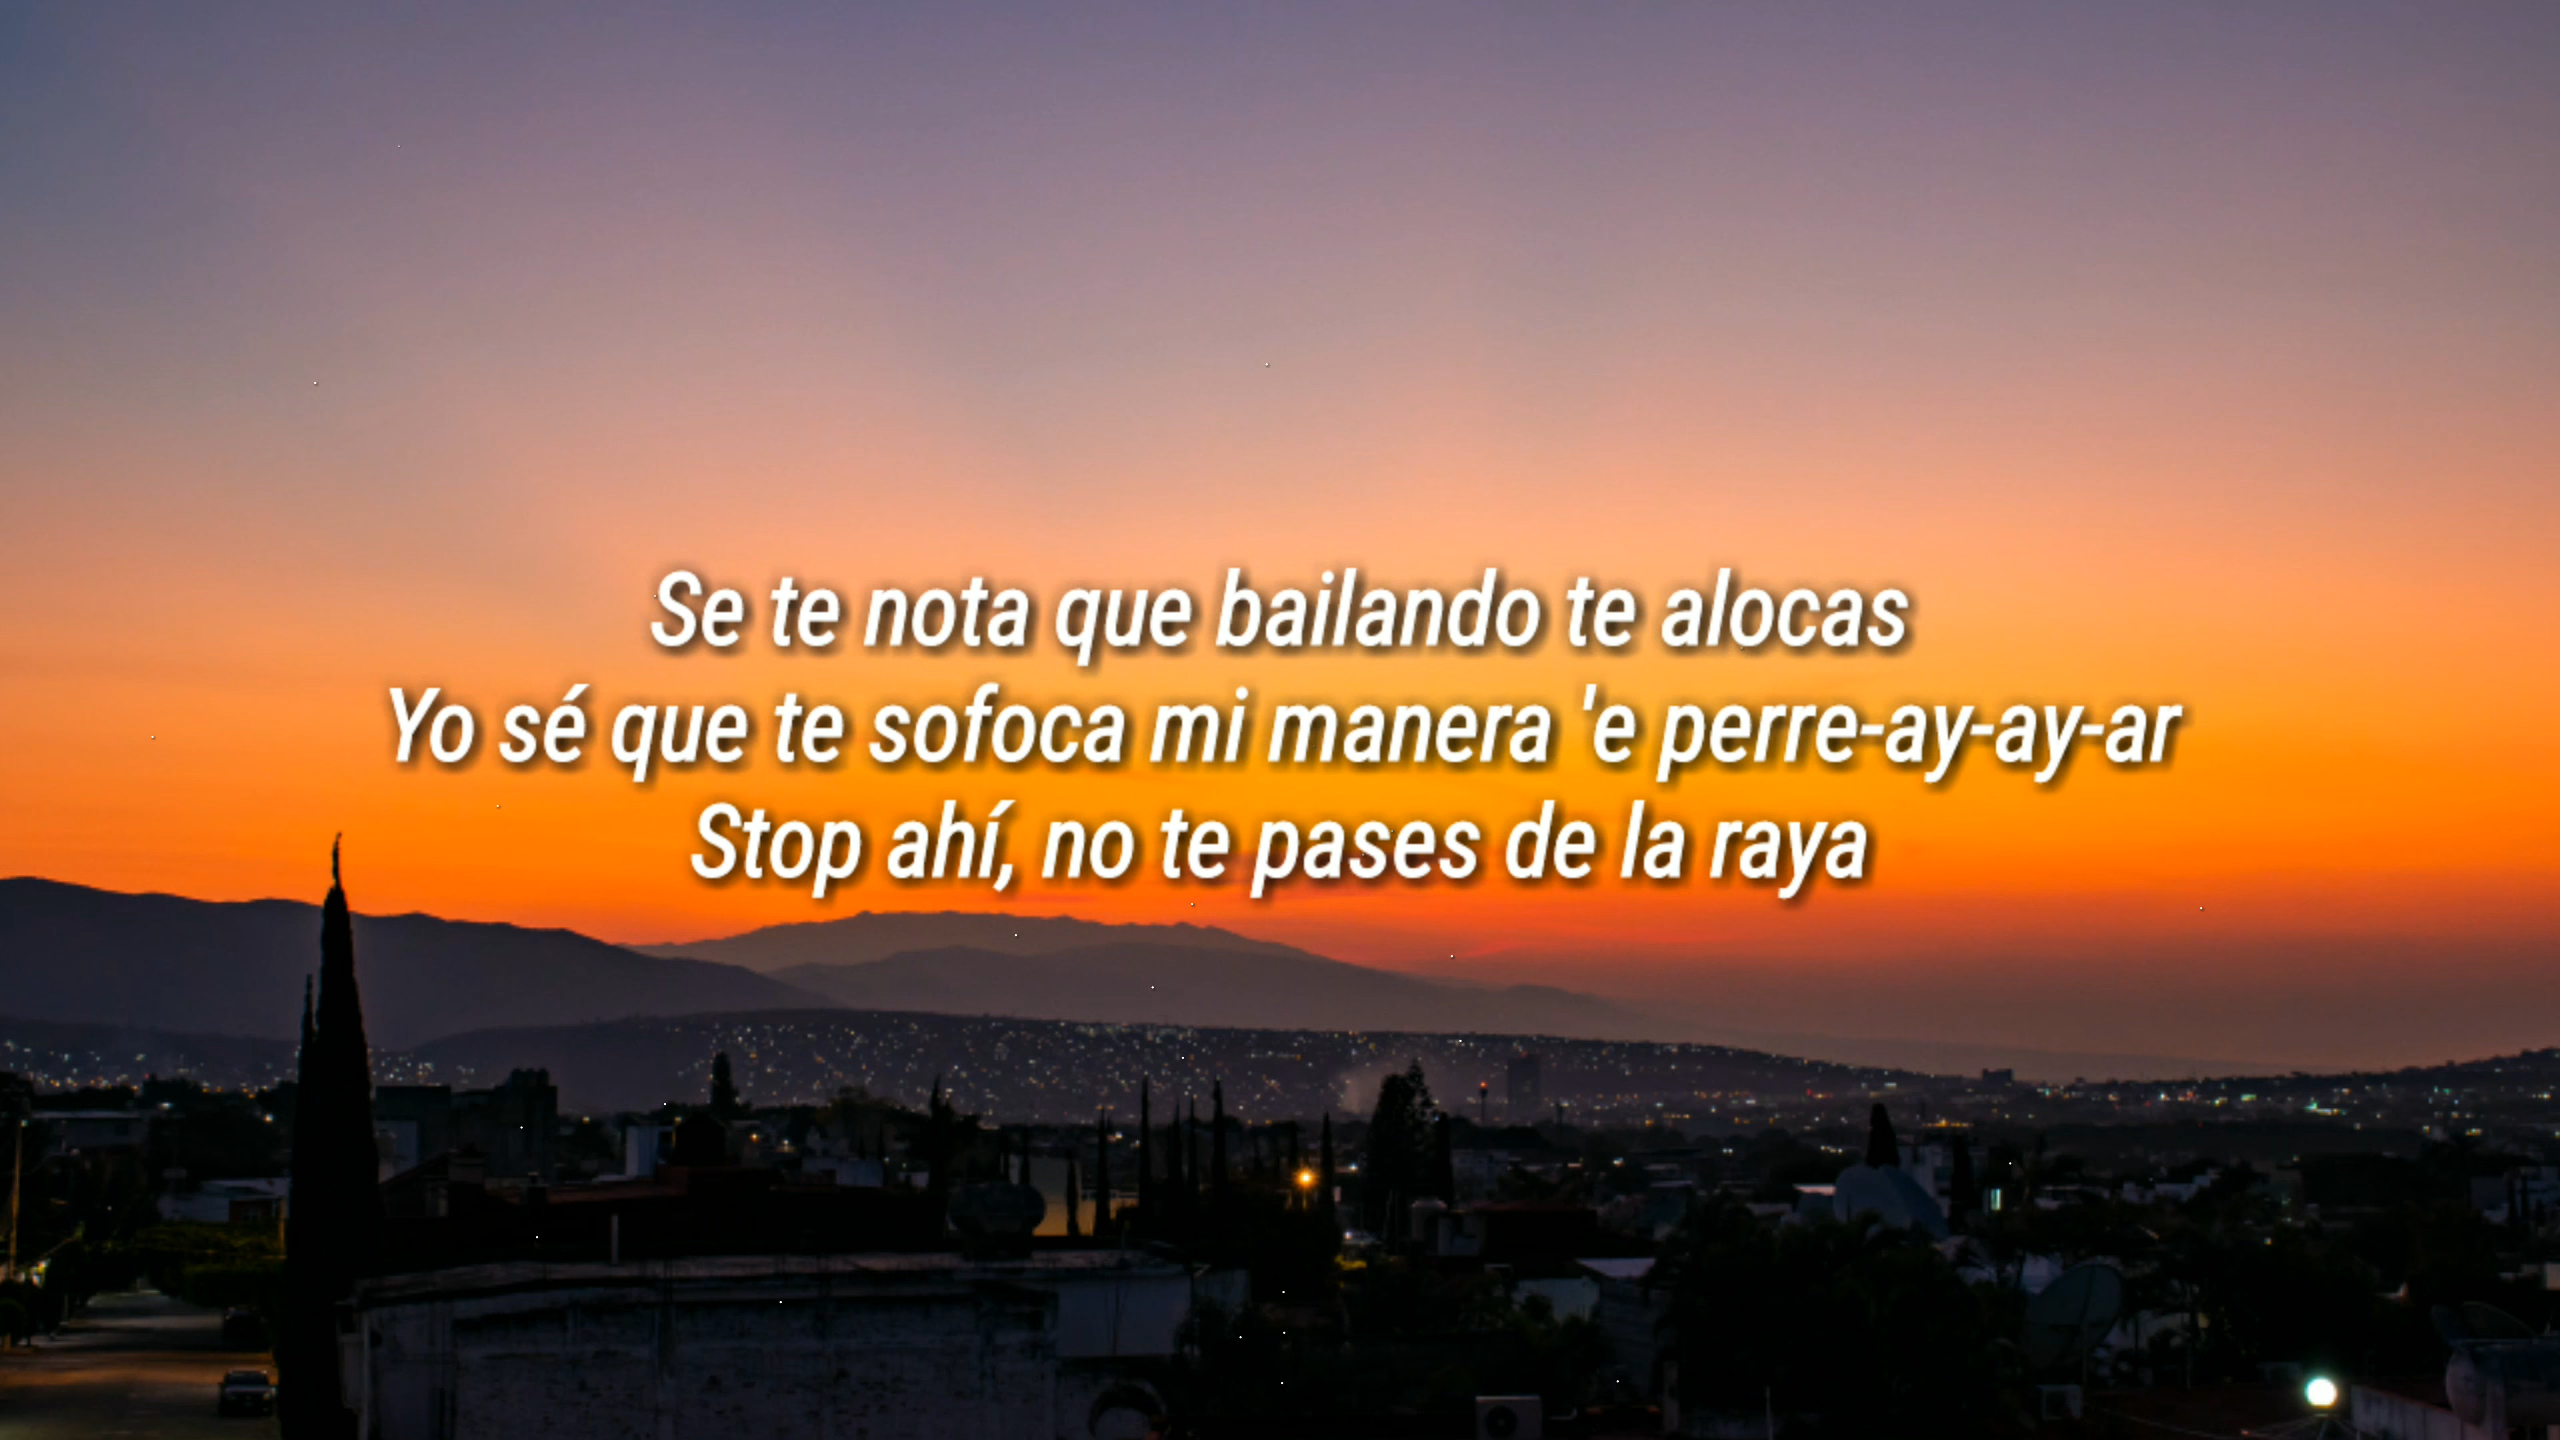 Se te nota que bailando te alocas
Yo sé que te sofoca mi manera 'e perre-ay-ay-ar
Stop ahí, no te pases de la raya